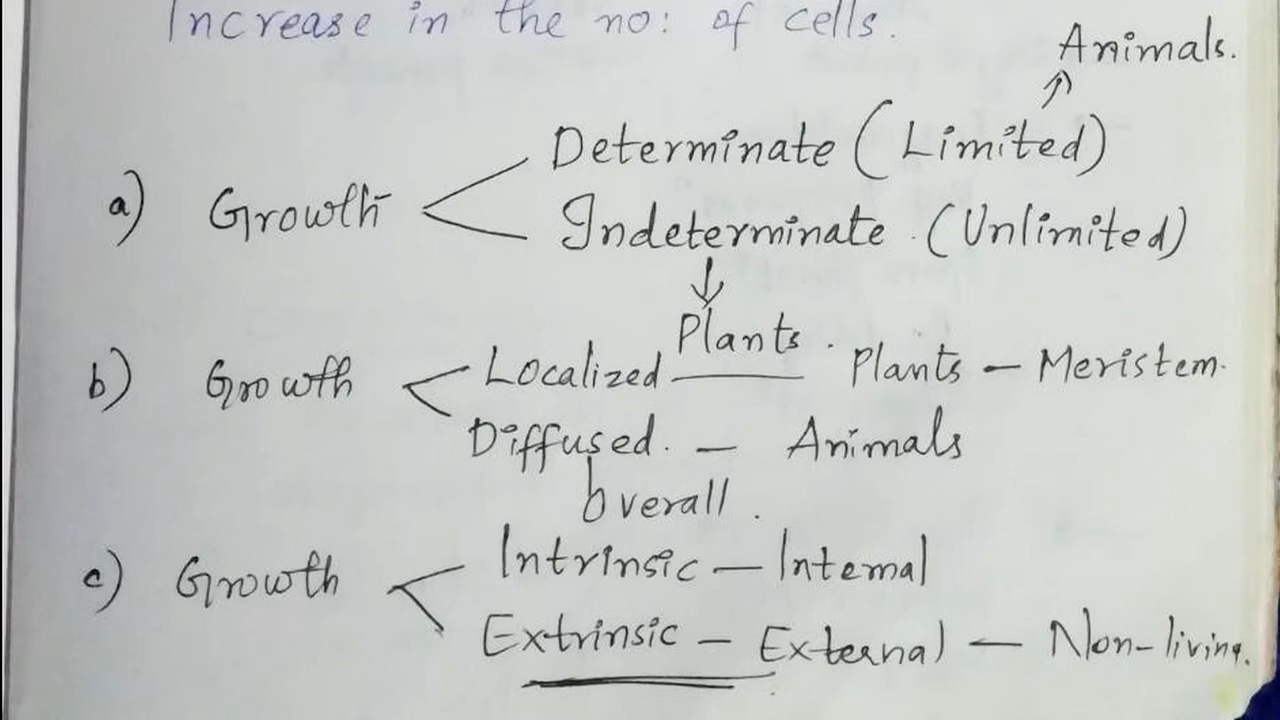 Increase in the no: of cells.
Animals.
↑
Determinate (Limited)
a) Growth
Indeterminate (Unlimited)
↓
Plants.
b) Growth Localized — Plants — Meristem.
Diffused. — Animals
Overall.
c) Growth Intrinsic — Internal
Extrinsic — External — Non-living.